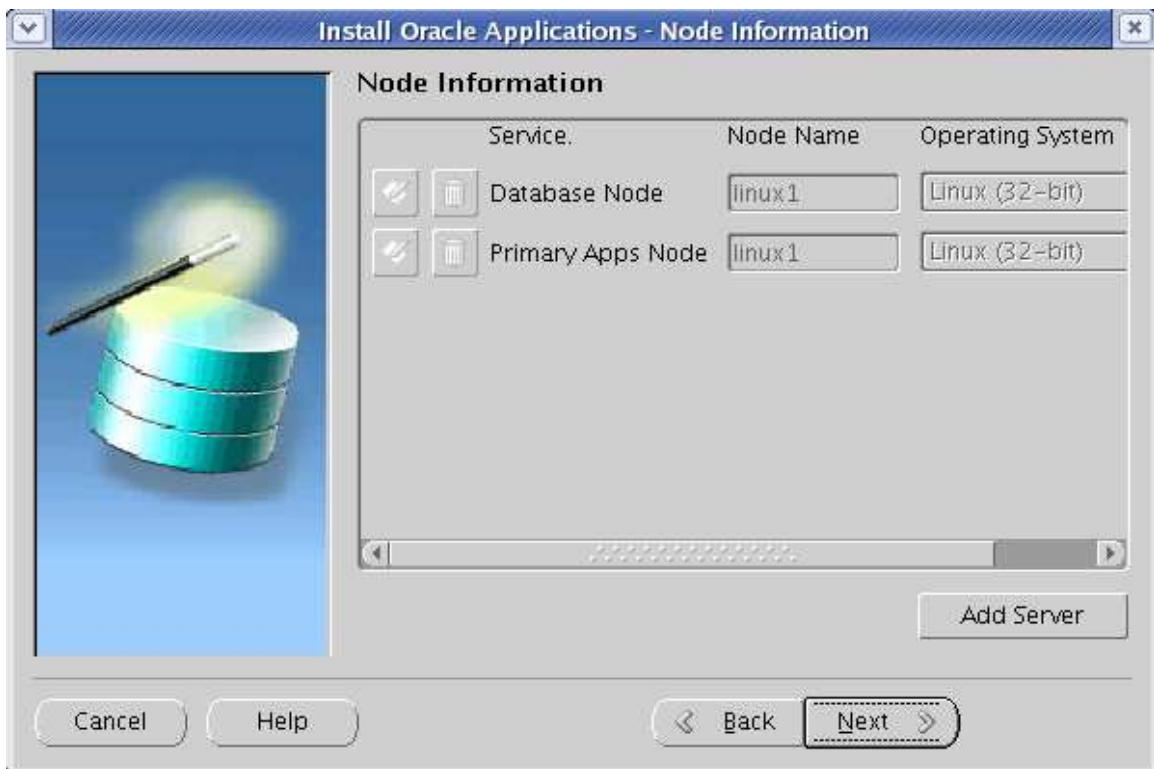 Install Oracle Applications - Node Information
Node Information
Service. Node Name Operating System
Database Node linux1 Linux (32-bit)
Primary Apps Node linux1 Linux (32-bit)
Add Server
Cancel Help Back Next